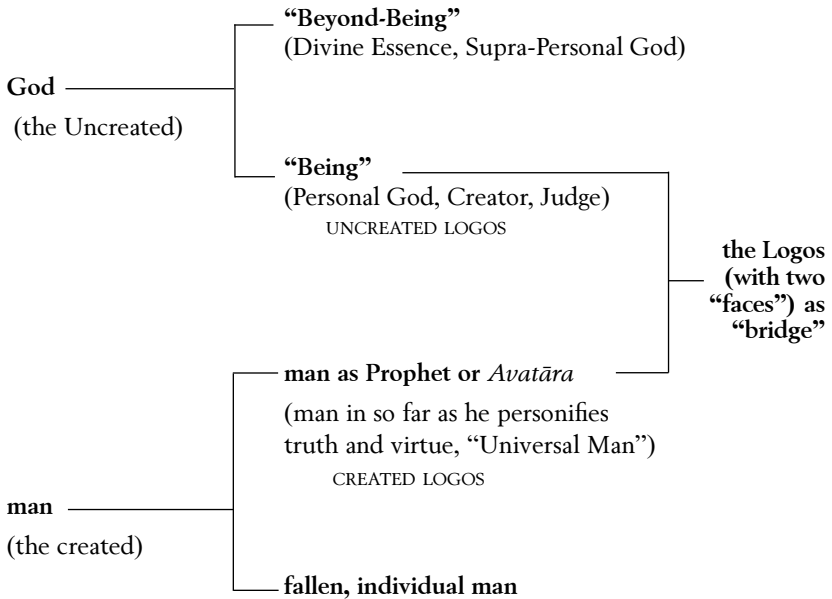 “Beyond-Being”
(Divine Essence, Supra-Personal God)
God
(the Uncreated)
“Being”
(Personal God, Creator, Judge)
UNCREATED LOGOS
the Logos
(with two
“faces”) as
“bridge”
man as Prophet or Avatāra
(man in so far as he personifies
truth and virtue, “Universal Man”)
CREATED LOGOS
man
(the created)
fallen, individual man